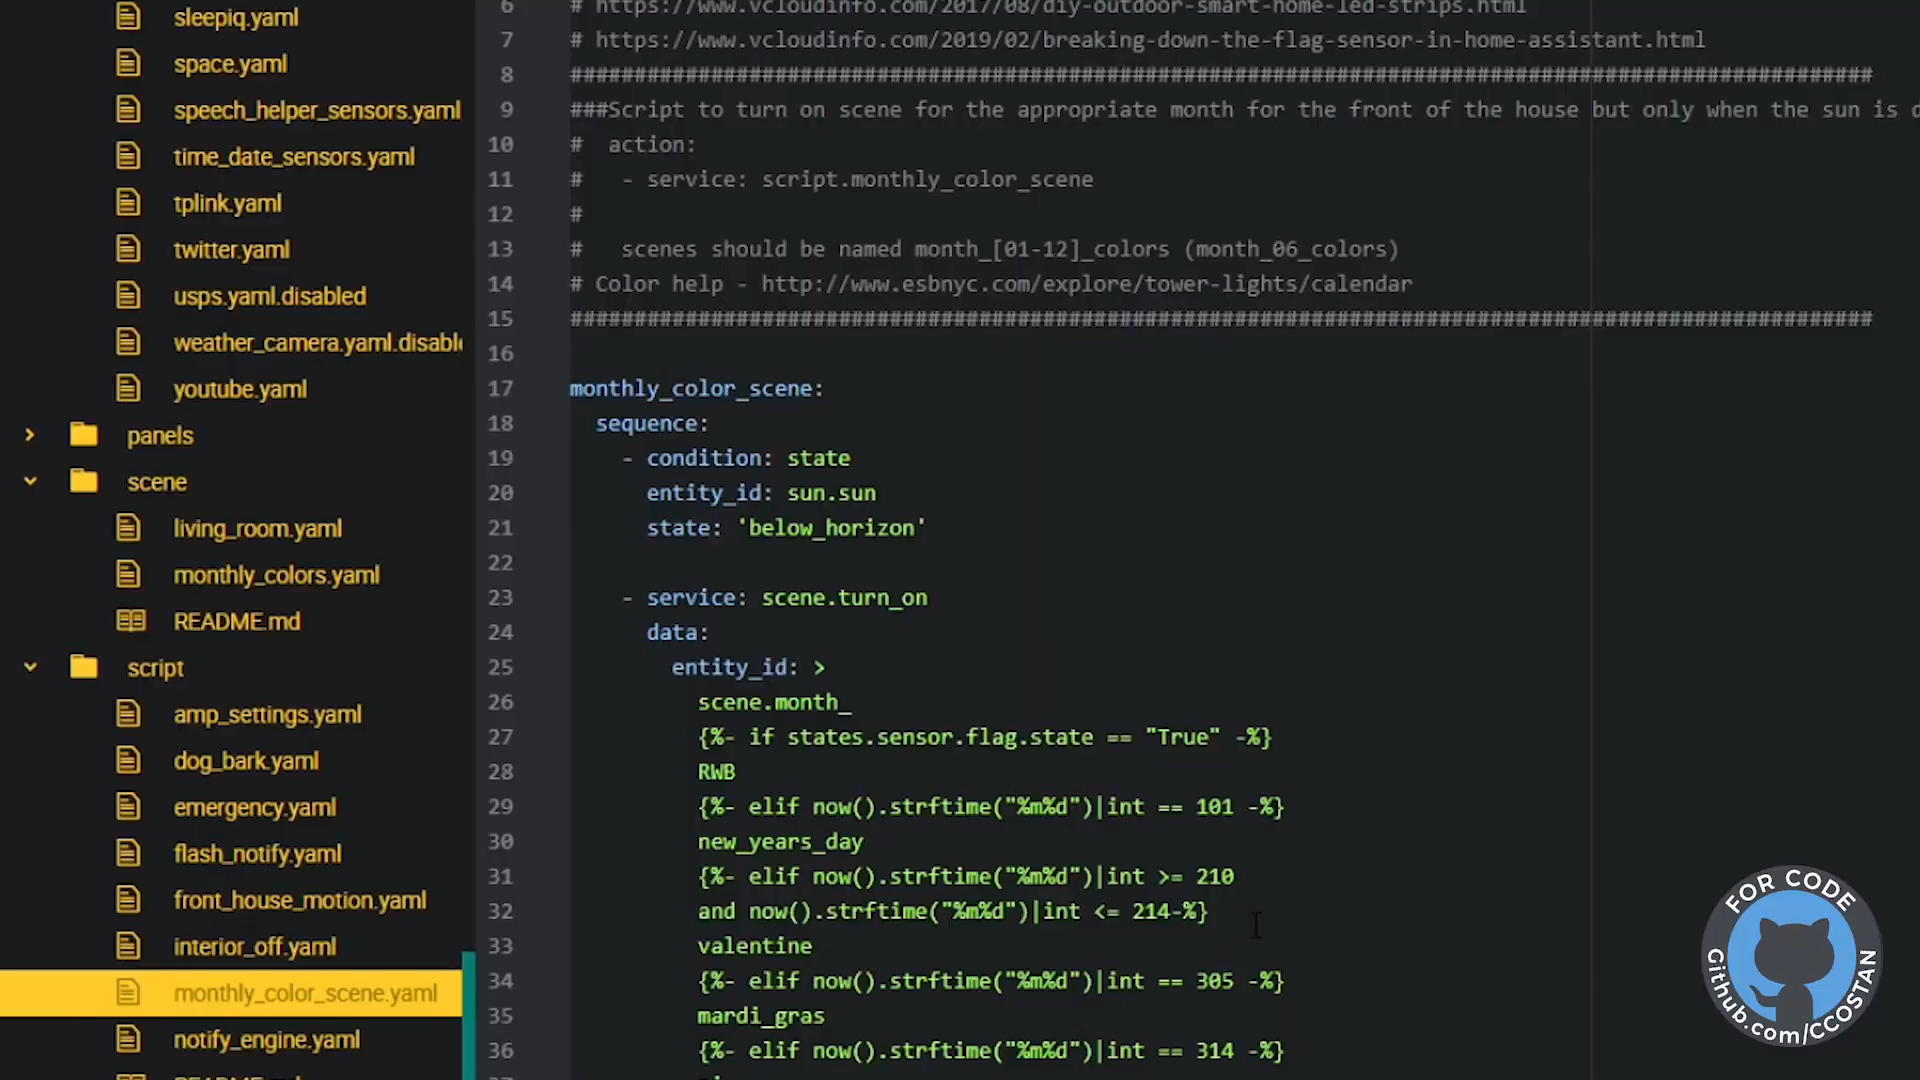 sleepiq.yaml
space.yaml
speech_helper_sensors.yaml
time_date_sensors.yaml
tplink.yaml
twitter.yaml
usps.yaml.disabled
weather_camera.yaml.disable
youtube.yaml
panels
scene
living_room.yaml
monthly_colors.yaml
README.md
script
amp_settings.yaml
dog_bark.yaml
emergency.yaml
flash_notify.yaml
front_house_motion.yaml
interior_off.yaml
monthly_color_scene.yaml
notify_engine.yaml
README.md
6 # https://www.vcloudinfo.com/2017/08/diy-outdoor-smart-home-led-strips.html
7 # https://www.vcloudinfo.com/2019/02/breaking-down-the-flag-sensor-in-home-assistant.html
8 ######################################################################################################
9 ###Script to turn on scene for the appropriate month for the front of the house but only when the sun is
10 #  action:
11 #   - service: script.monthly_color_scene
12 #
13 #   scenes should be named month_[01-12]_colors (month_06_colors)
14 # Color help - http://www.esbnyc.com/explore/tower-lights/calendar
15 ######################################################################################################
16
17 monthly_color_scene:
18   sequence:
19     - condition: state
20       entity_id: sun.sun
21       state: 'below_horizon'
22
23     - service: scene.turn_on
24       data:
25         entity_id: >
26           scene.month_
27           {%- if states.sensor.flag.state == "True" -%}
28           RWB
29           {%- elif now().strftime("%m%d")|int == 101 -%}
30           new_years_day
31           {%- elif now().strftime("%m%d")|int >= 210
32           and now().strftime("%m%d")|int <= 214-%}
33           valentine
34           {%- elif now().strftime("%m%d")|int == 305 -%}
35           mardi_gras
36           {%- elif now().strftime("%m%d")|int == 314 -%}
FOR CODE
Github.com/CCOSTAN